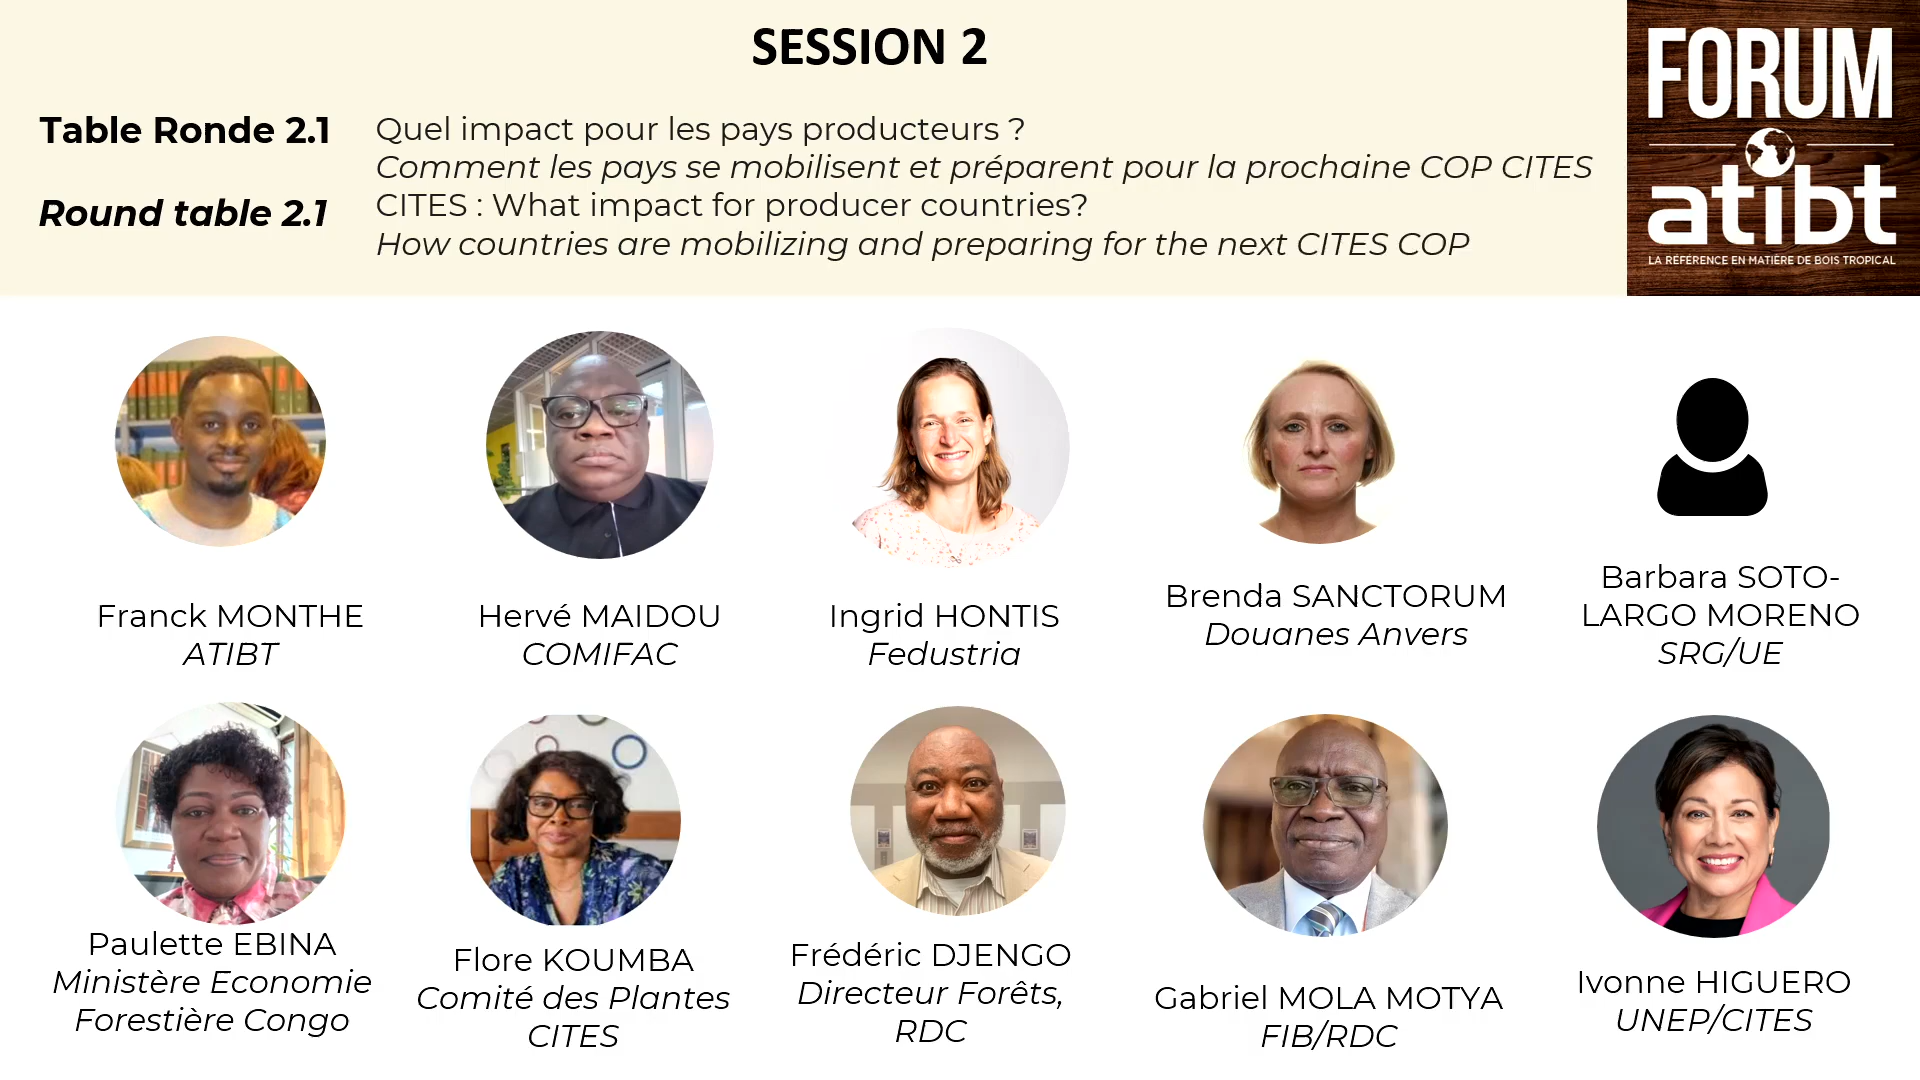 SESSION 2
Table Ronde 2.1
Round table 2.1
Quel impact pour les pays producteurs ?
Comment les pays se mobilisent et préparent pour la prochaine COP CITES
CITES : What impact for producer countries?
How countries are mobilizing and preparing for the next CITES COP
FORUM
atibt
LA RÉFÉRENCE EN MATIÈRE DE BOIS TROPICAL
Franck MONTHE
ATIBT
Hervé MAIDOU
COMIFAC
Ingrid HONTIS
Fedustria
Brenda SANCTORUM
Douanes Anvers
Barbara SOTO-
LARGO MORENO
SRG/UE
Paulette EBINA
Ministère Economie
Forestière Congo
Flore KOUMBA
Comité des Plantes
CITES
Frédéric DJENGO
Directeur Forêts,
RDC
Gabriel MOLA MOTYA
FIB/RDC
Ivonne HIGUERO
UNEP/CITES